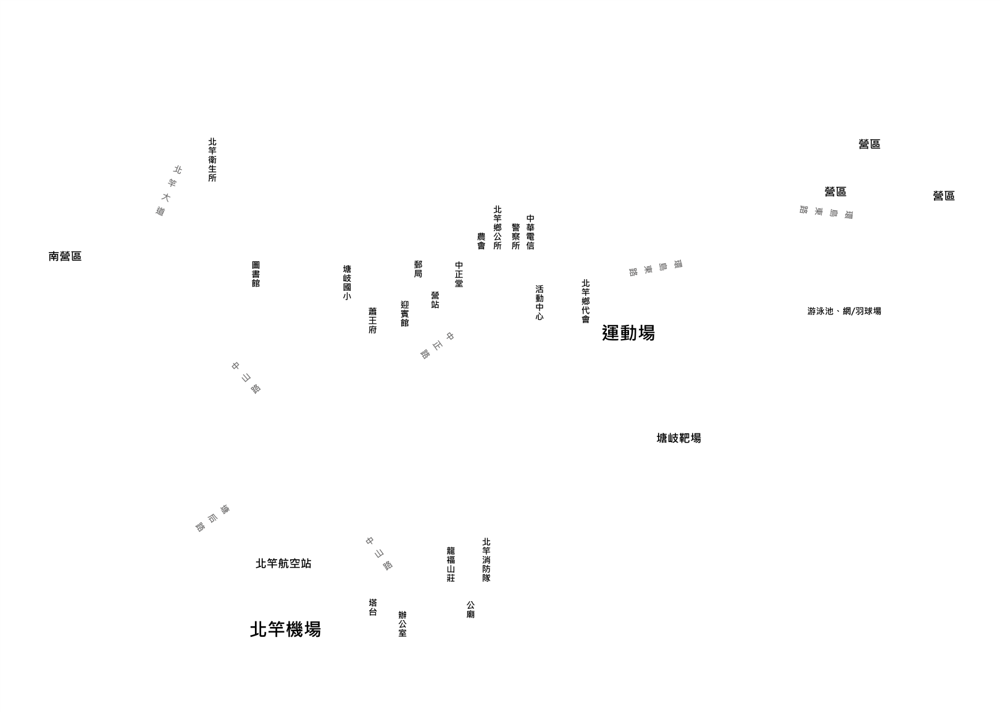 北竿衛生所
營區
北竿大道
營區
營區
環島東路
北竿鄉公所
中華電信
警察所
農會
南營區
圖書館
塘岐國小
郵局
中正堂
環島東路
北竿鄉代會
活動中心
營站
迎賓館
蕭王府
游泳池、網/羽球場
運動場
中正路
中山路
塘岐靶場
塘后路
中山路
北竿消防隊
龍福山莊
北竿航空站
塔台
公廟
辦公室
北竿機場